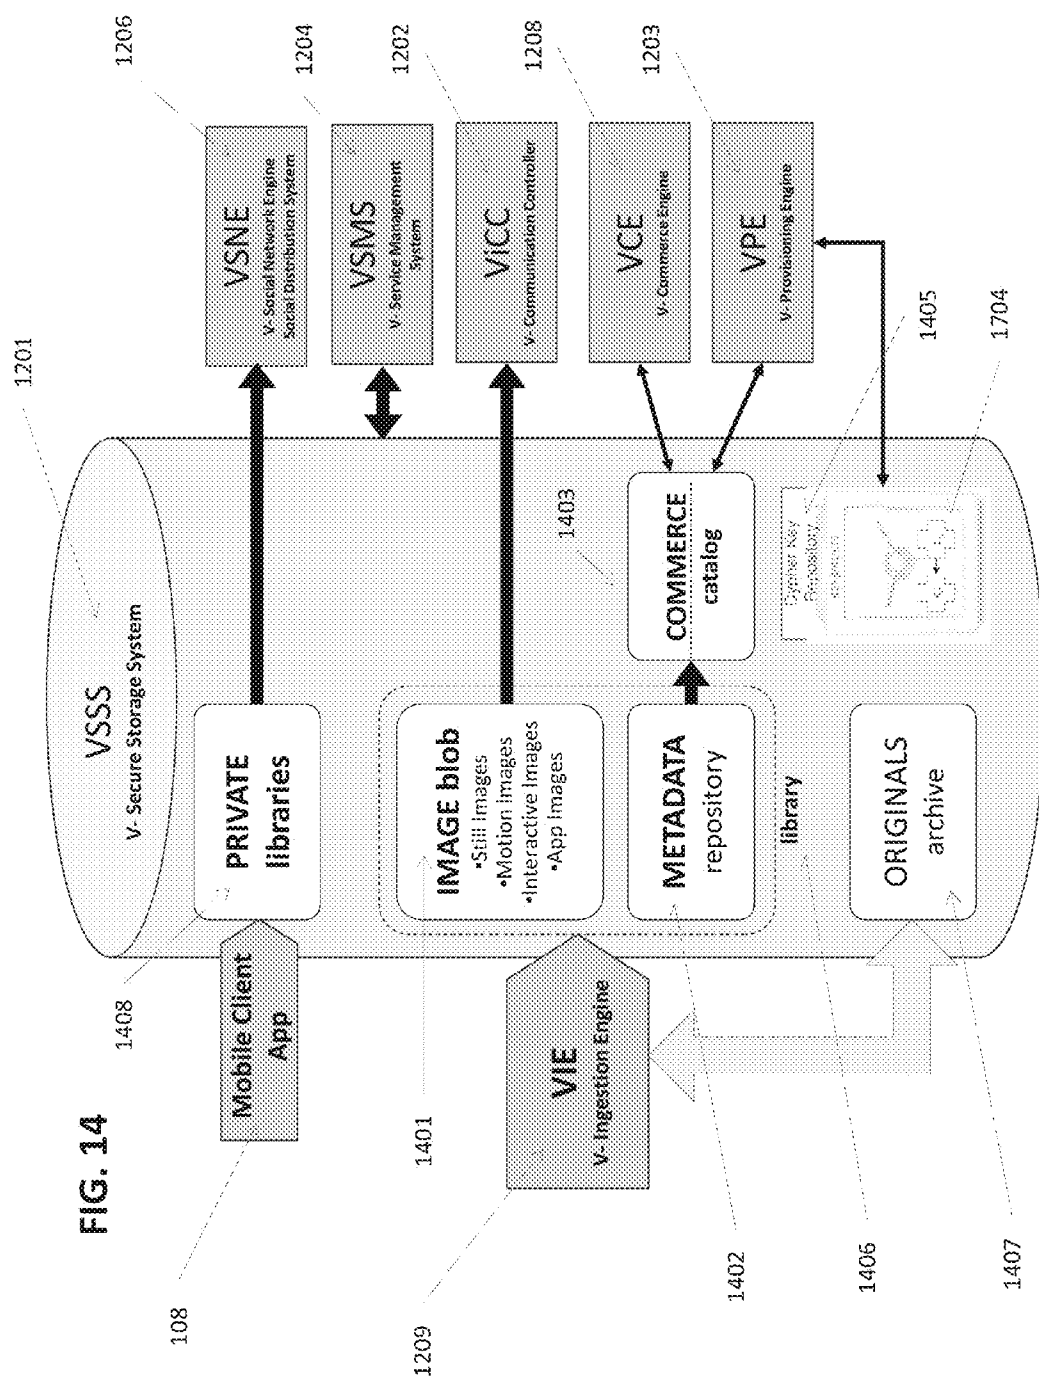 FIG. 14
108
Mobile Client
App
1408
PRIVATE
libraries
VSSS
V- Secure Storage System
1201
VSNE
V- Social Network Engine
Social Distribution System
1206
VSMS
V- Service Management
System
1204
1401
IMAGE blob
•Still Images
•Motion Images
•Interactive Images
•App Images
ViCC
V- Communication Controller
1202
1209
VIE
V- Ingestion Engine
METADATA
repository
library
1402
1406
1403
COMMERCE
catalog
VCE
V- Commerce Engine
1208
VPE
V- Provisioning Engine
1203
Cypher Key
Repository
1405
1704
ORIGINALS
archive
1407